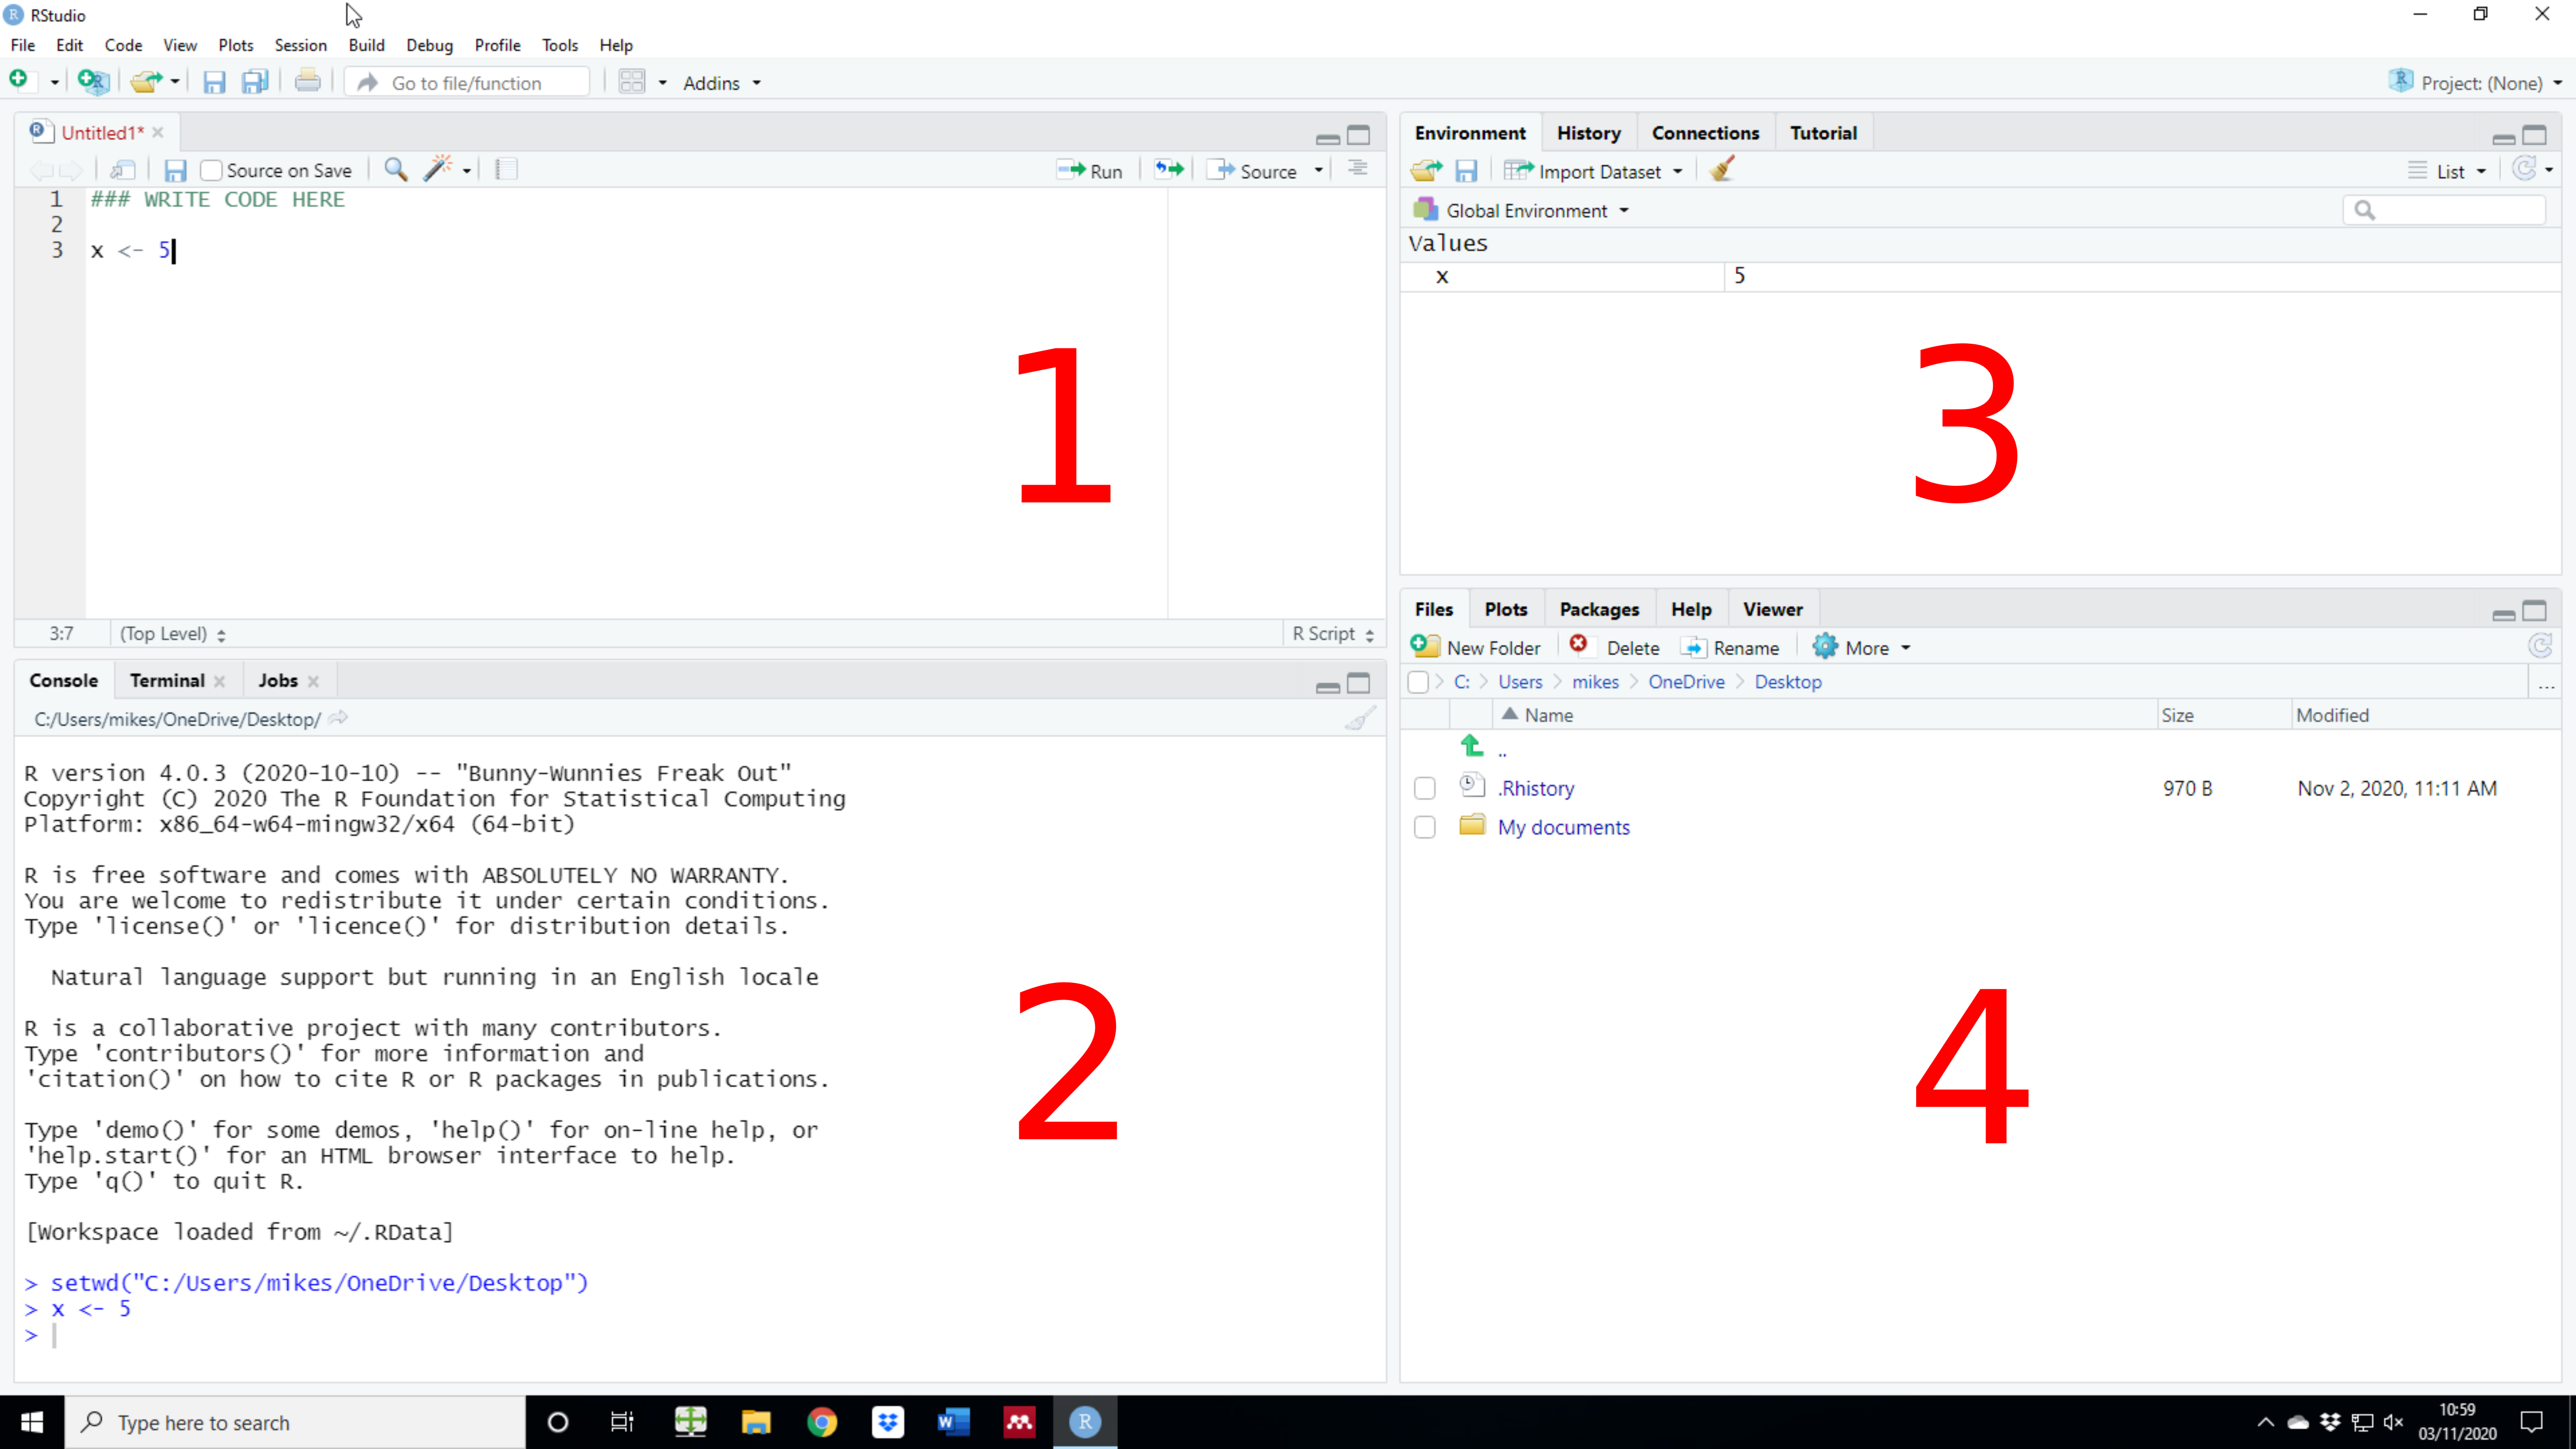 RStudio
File Edit Code View Plots Session Build Debug Profile Tools Help
Go to file/function Addins Project: (None)
Untitled1*
Source on Save Run Source
1 ### WRITE CODE HERE
2
3 x <- 5
1
3:7 (Top Level) R Script
Console Terminal Jobs
C:/Users/mikes/OneDrive/Desktop/
R version 4.0.3 (2020-10-10) -- "Bunny-Wunnies Freak Out"
Copyright (C) 2020 The R Foundation for Statistical Computing
Platform: x86_64-w64-mingw32/x64 (64-bit)
R is free software and comes with ABSOLUTELY NO WARRANTY.
You are welcome to redistribute it under certain conditions.
Type 'license()' or 'licence()' for distribution details.
Natural language support but running in an English locale
R is a collaborative project with many contributors.
Type 'contributors()' for more information and
'citation()' on how to cite R or R packages in publications.
Type 'demo()' for some demos, 'help()' for on-line help, or
'help.start()' for an HTML browser interface to help.
Type 'q()' to quit R.
[Workspace loaded from ~/.RData]
> setwd("C:/Users/mikes/OneDrive/Desktop")
> x <- 5
>
2
Environment History Connections Tutorial
Import Dataset List
Global Environment
Values
x 5
3
Files Plots Packages Help Viewer
New Folder Delete Rename More
C: Users mikes OneDrive Desktop ...
Name Size Modified
..
.Rhistory 970 B Nov 2, 2020, 11:11 AM
My documents
4
Type here to search
10:59
03/11/2020